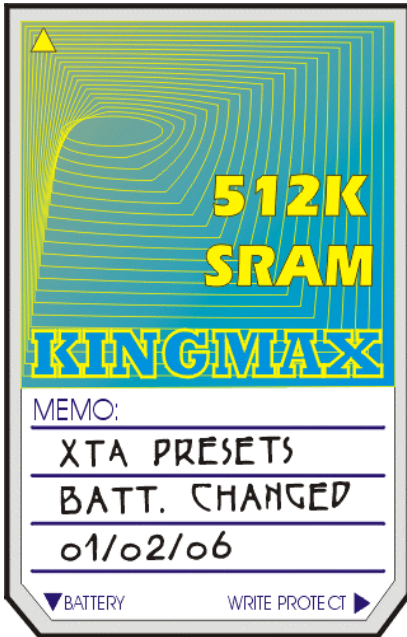 512K
SRAM
KINGMAX
MEMO:
XTA PRESETS
BATT. CHANGED
01/02/06
▼BATTERY WRITE PROTECT ▶